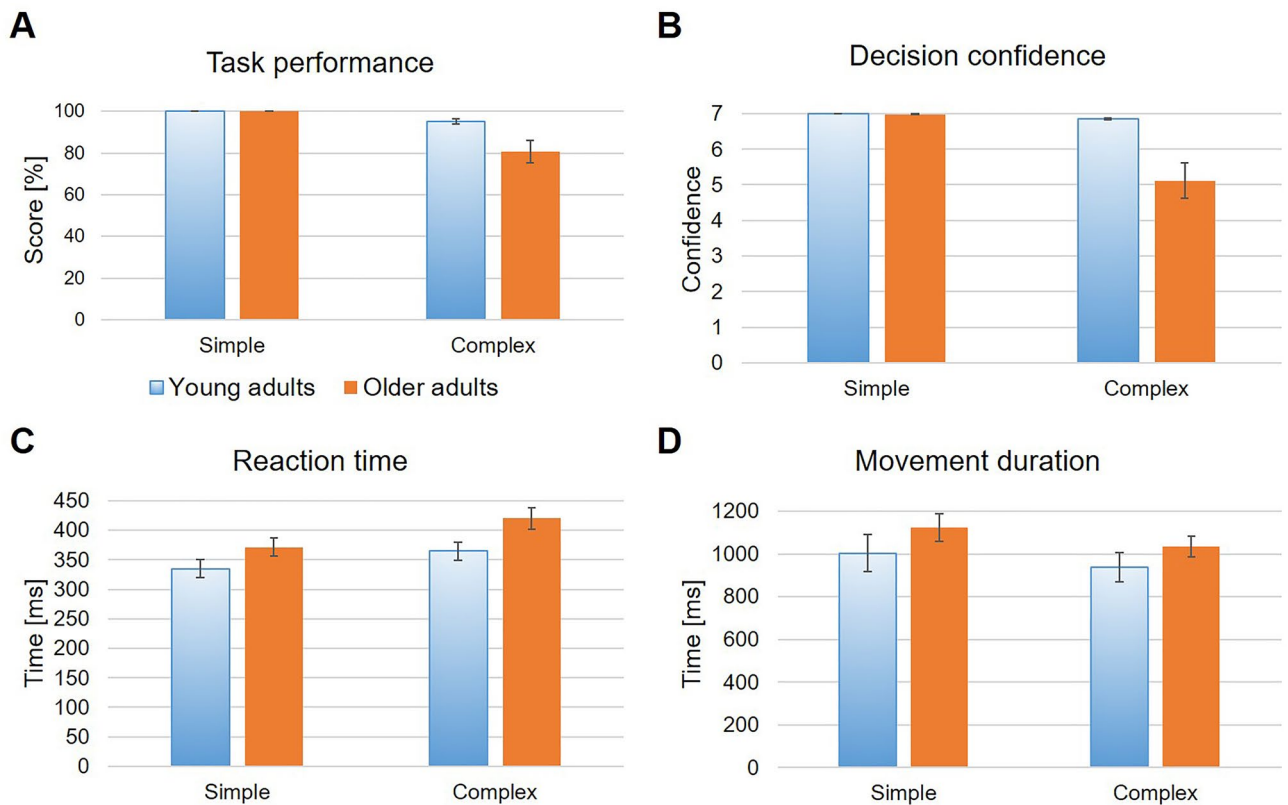 A
Task performance
Score [%]
100
80
60
40
20
0
Simple
Complex
Young adults
Older adults
B
Decision confidence
Confidence
7
6
5
4
3
2
1
0
Simple
Complex
C
Reaction time
Time [ms]
450
400
350
300
250
200
150
100
50
0
Simple
Complex
D
Movement duration
Time [ms]
1200
1000
800
600
400
200
0
Simple
Complex